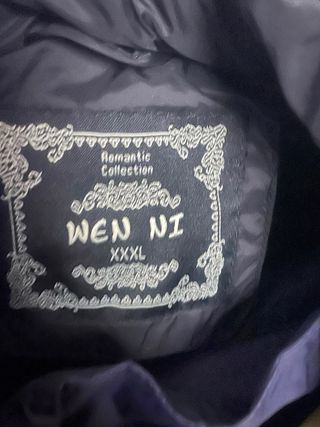 Romantic
Collection
WEN NI
XXXL